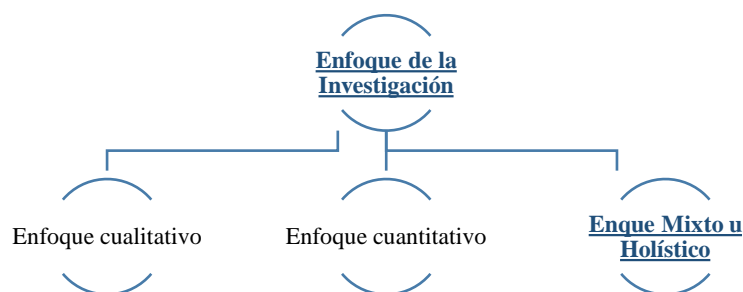 Enfoque de la
Investigación
Enfoque cualitativo
Enfoque cuantitativo
Enque Mixto u
Holístico